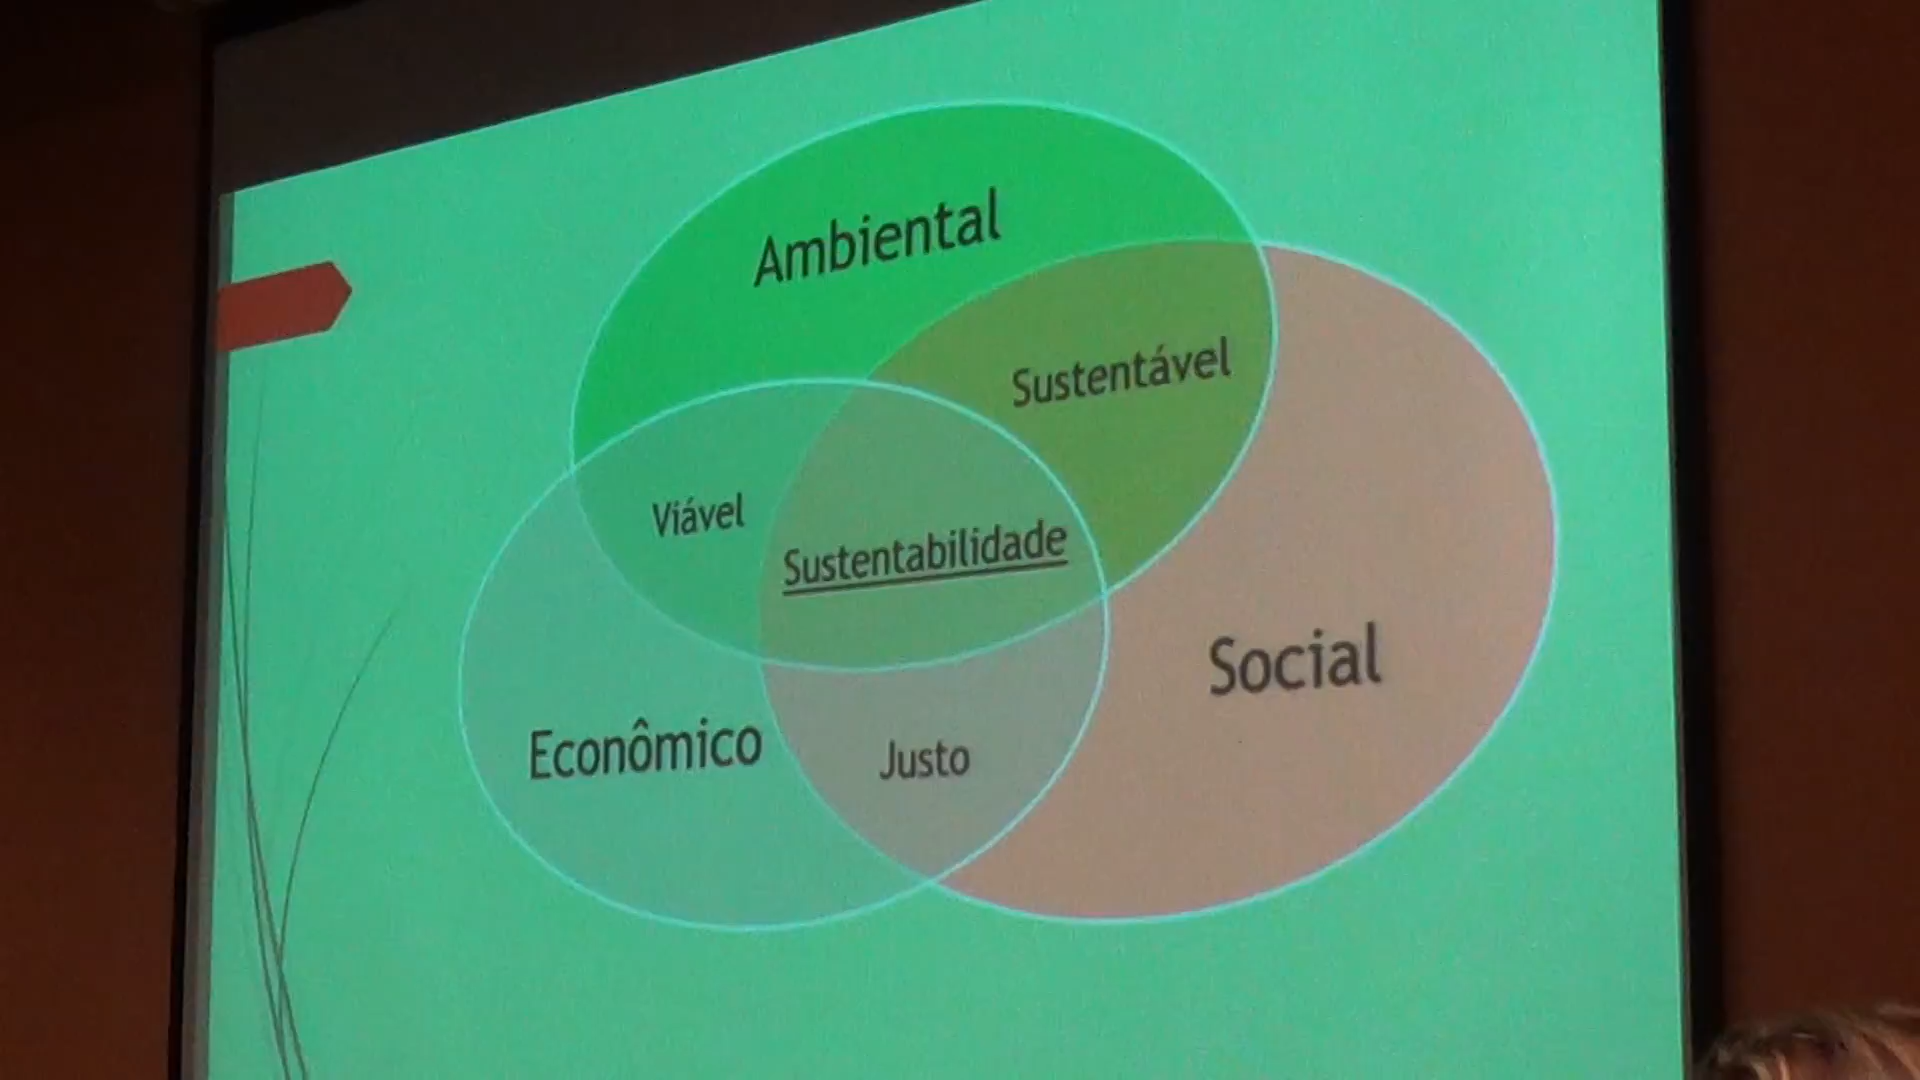 Ambiental
Sustentável
Viável
Sustentabilidade
Social
Econômico
Justo